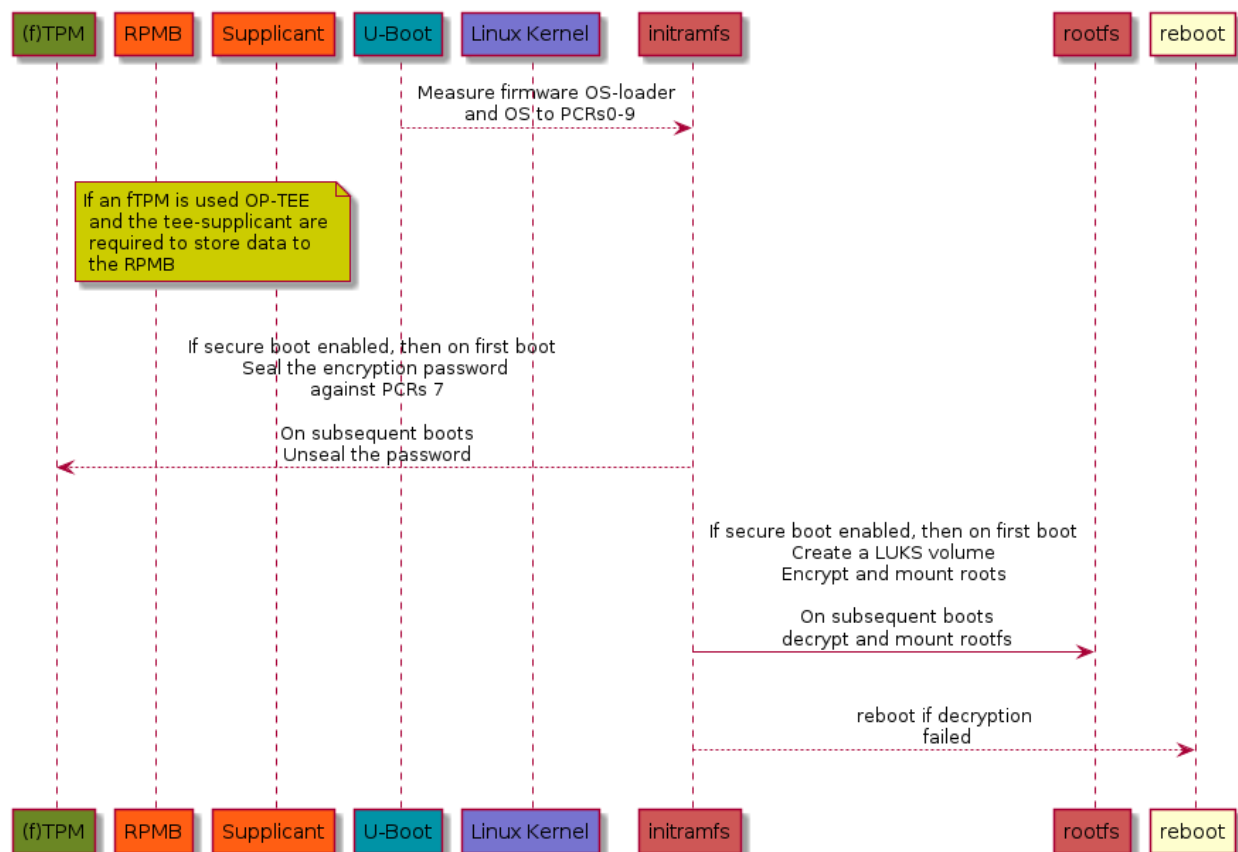 (f)TPM RPMB Supplicant U-Boot Linux Kernel initramfs rootfs reboot
Measure firmware OS-loader
and OS to PCRs0-9
If an fTPM is used OP-TEE
and the tee-supplicant are
required to store data to
the RPMB
If secure boot enabled, then on first boot
Seal the encryption password
against PCRs 7
On subsequent boots
Unseal the password
If secure boot enabled, then on first boot
Create a LUKS volume
Encrypt and mount roots
On subsequent boots
decrypt and mount rootfs
reboot if decryption
failed
(f)TPM RPMB Supplicant U-Boot Linux Kernel initramfs rootfs reboot